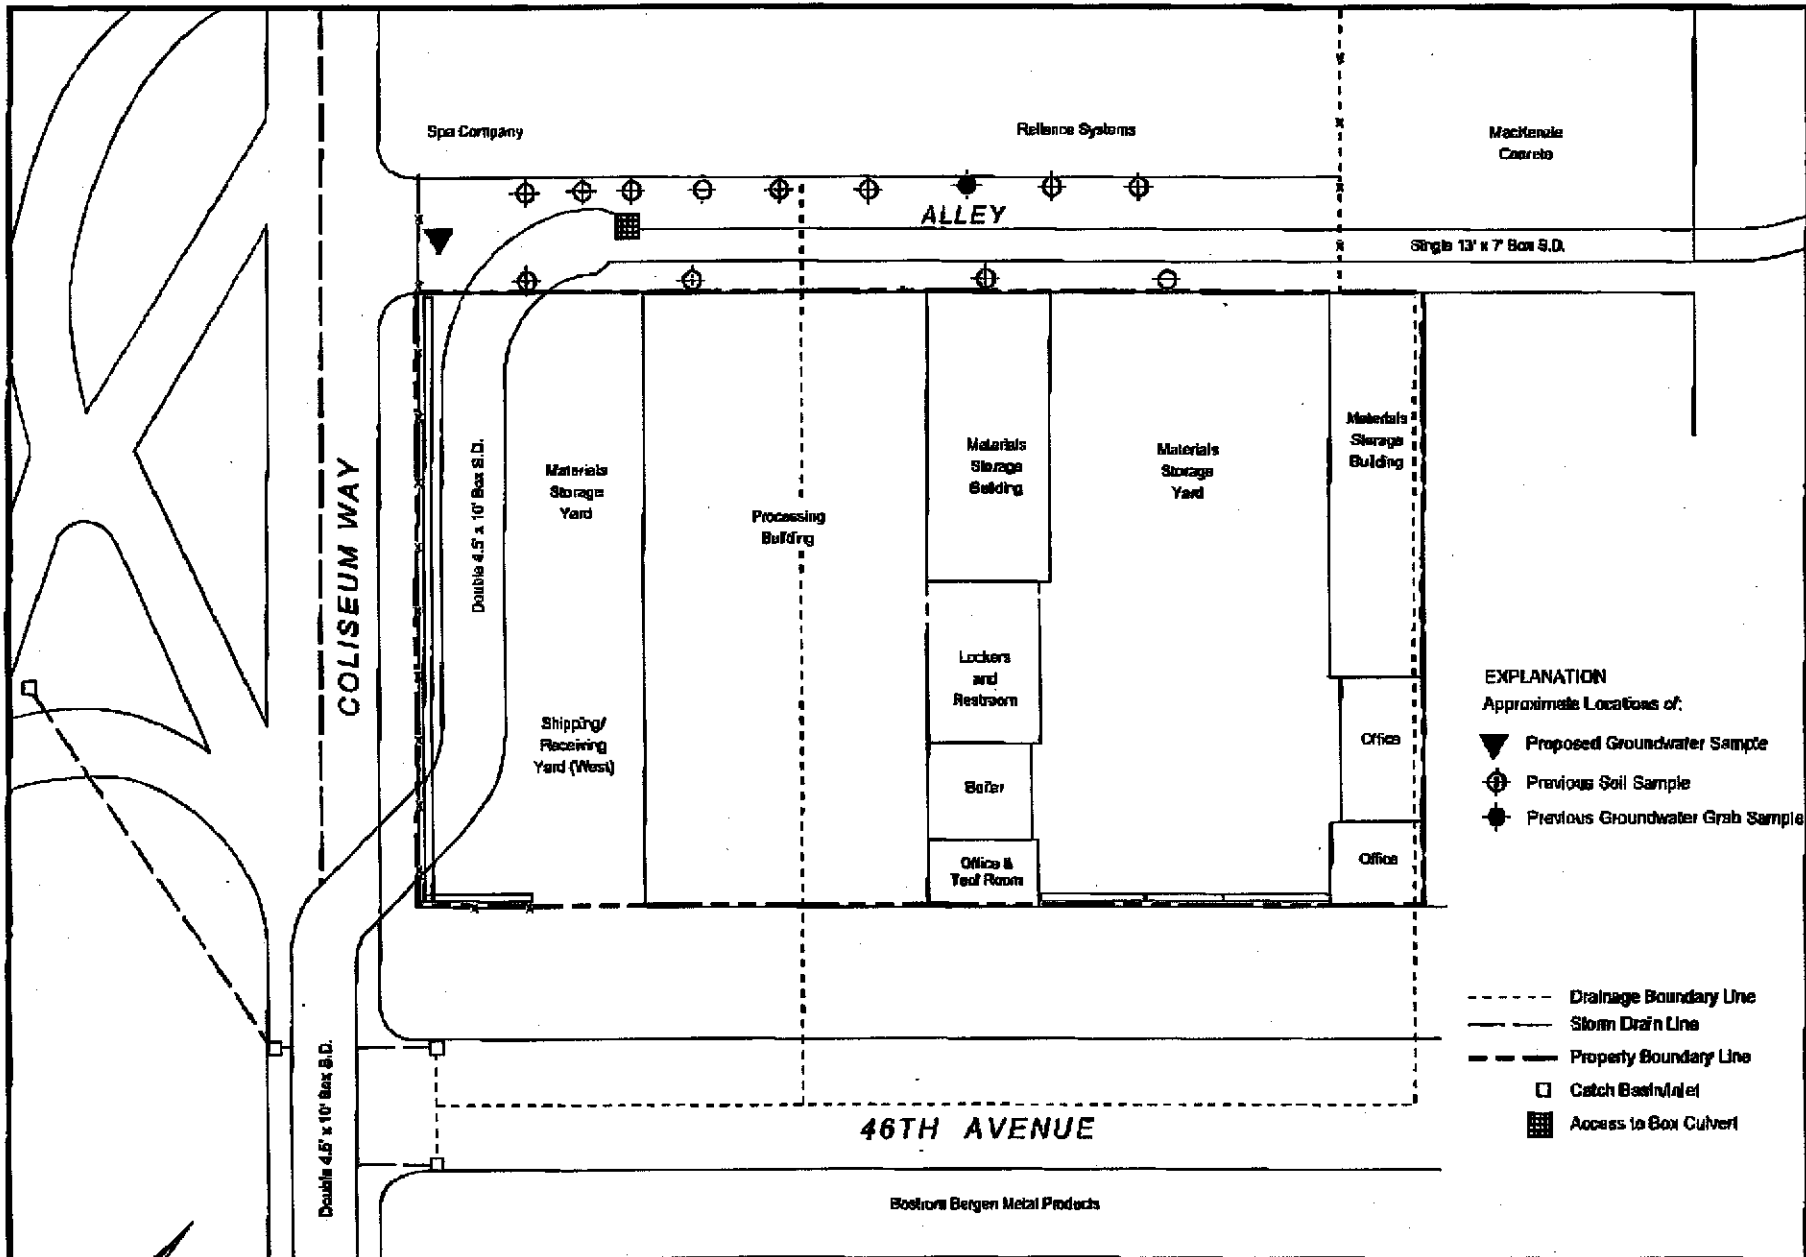 Spa Company
Reliance Systems
MacKenzie
Concrete
ALLEY
Single 13' x 7' Box S.D.
COLISEUM WAY
Double 4.5' x 10' Box S.D.
Materials
Storage
Yard
Processing
Building
Materials
Storage
Building
Materials
Storage
Yard
Materials
Storage
Building
Lockers
and
Restroom
Shipping/
Receiving
Yard (West)
Boiler
Office &
Tool Room
Office
Office
EXPLANATION
Approximate Locations of:
Proposed Groundwater Sample
Previous Soil Sample
Previous Groundwater Grab Sample
Drainage Boundary Line
Storm Drain Line
Property Boundary Line
Catch Basin/Inlet
Access to Box Culvert
Double 4.5' x 10' Box S.D.
46TH AVENUE
Bostrom Bergen Metal Products